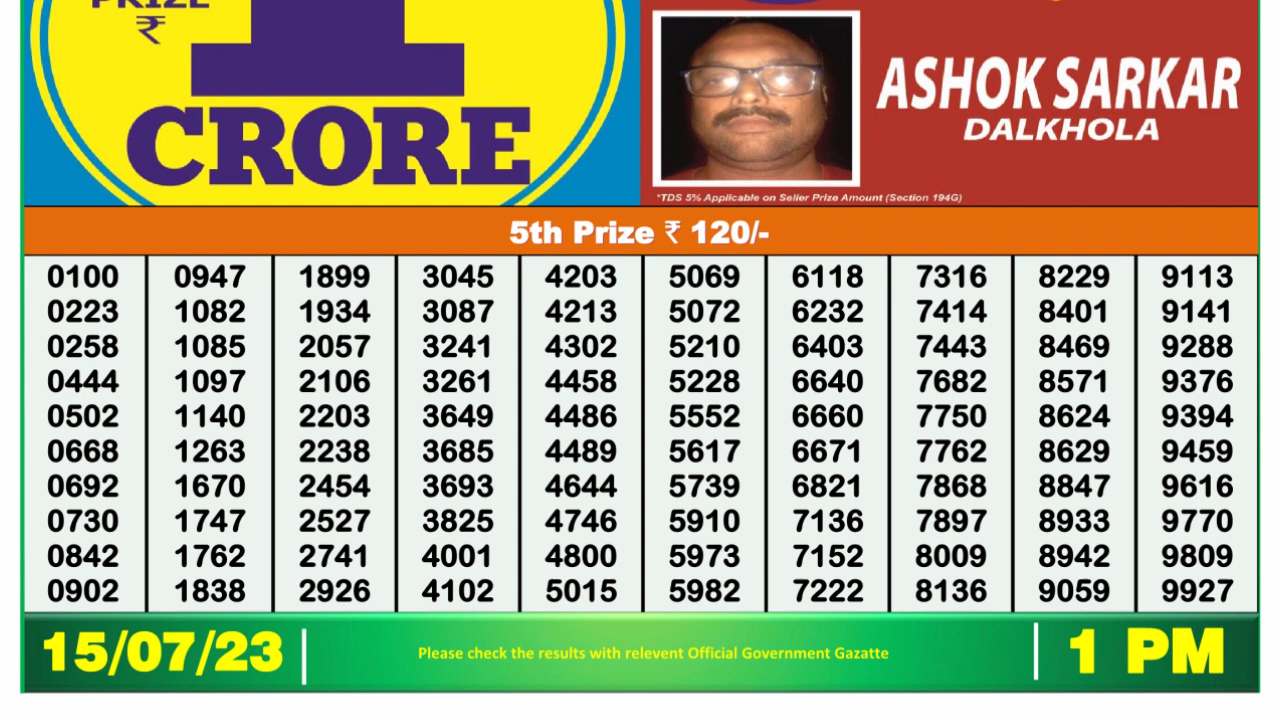 PRIZE
₹
1
CRORE
ASHOK SARKAR
DALKHOLA
*TDS 5% Applicable on Seller Prize Amount (Section 194G)
5th Prize ₹ 120/-
0100 0947 1899 3045 4203 5069 6118 7316 8229 9113
0223 1082 1934 3087 4213 5072 6232 7414 8401 9141
0258 1085 2057 3241 4302 5210 6403 7443 8469 9288
0444 1097 2106 3261 4458 5228 6640 7682 8571 9376
0502 1140 2203 3649 4486 5552 6660 7750 8624 9394
0668 1263 2238 3685 4489 5617 6671 7762 8629 9459
0692 1670 2454 3693 4644 5739 6821 7868 8847 9616
0730 1747 2527 3825 4746 5910 7136 7897 8933 9770
0842 1762 2741 4001 4800 5973 7152 8009 8942 9809
0902 1838 2926 4102 5015 5982 7222 8136 9059 9927
15/07/23 Please check the results with relevent Official Government Gazatte 1 PM